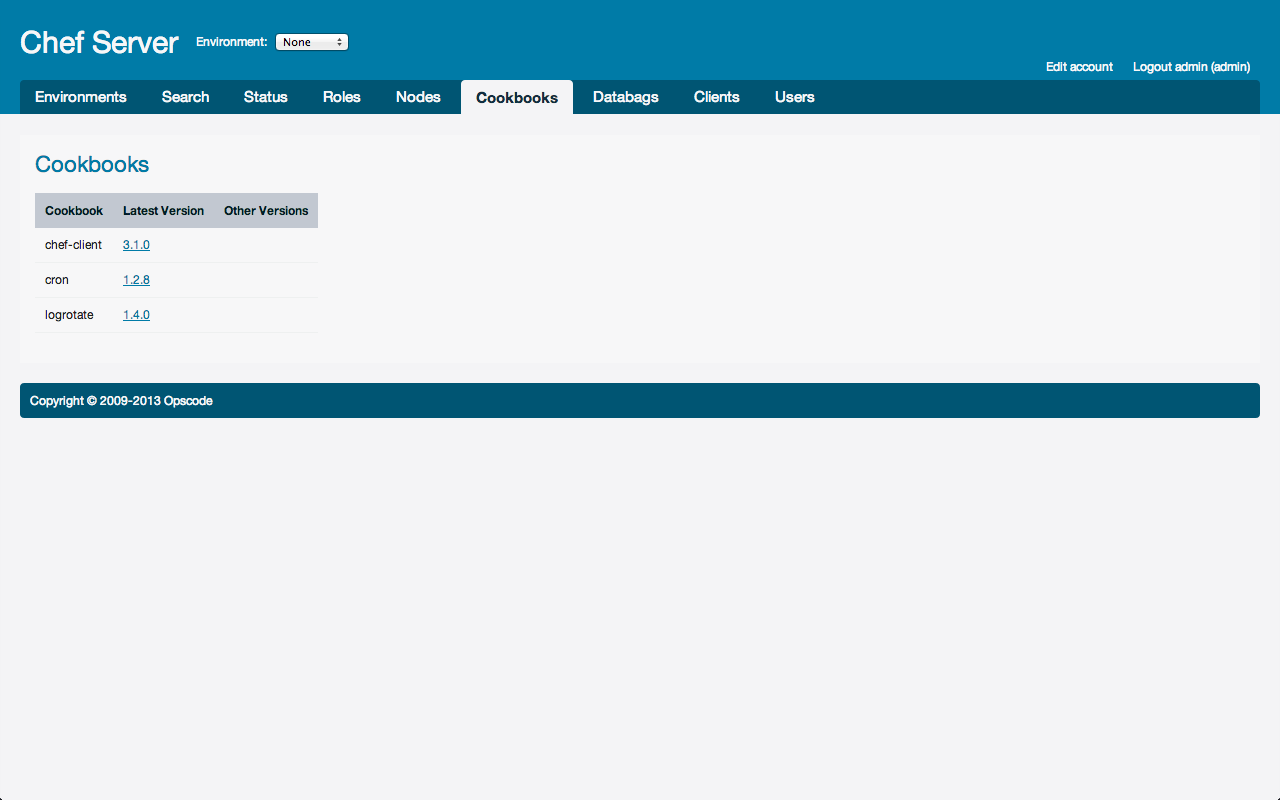 Chef Server Environment: None
Edit account Logout admin (admin)
Environments Search Status Roles Nodes Cookbooks Databags Clients Users
Cookbooks
Cookbook Latest Version Other Versions
chef-client 3.1.0
cron 1.2.8
logrotate 1.4.0
Copyright © 2009-2013 Opscode